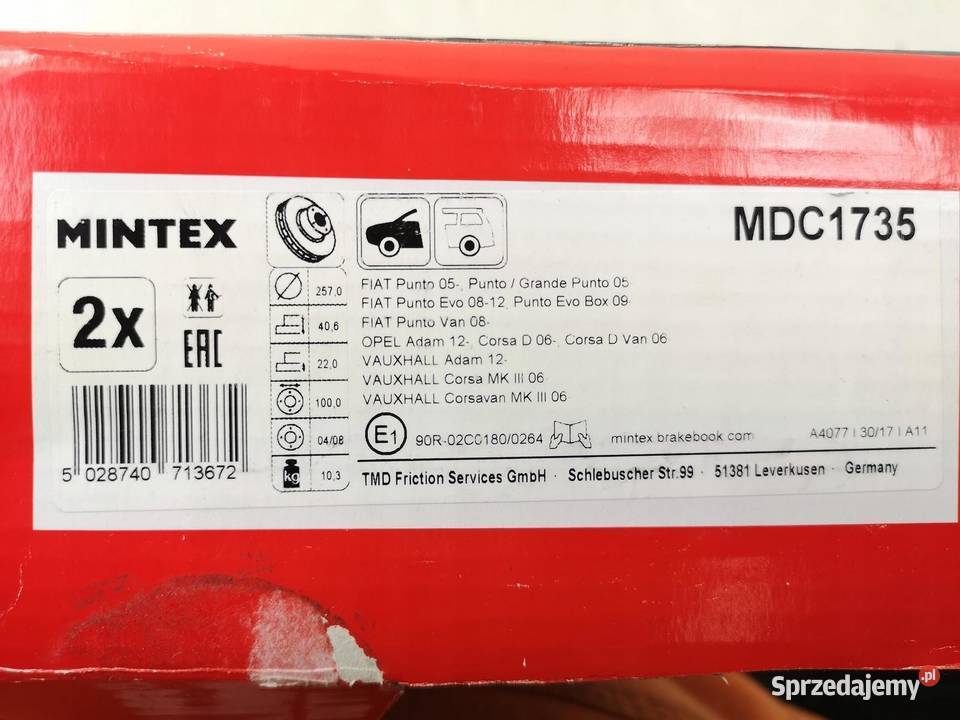 MINTEX
MDC1735
2x
EAC
257,0
40,6
22,0
100,0
04/08
kg 10,3
FIAT Punto 05-, Punto / Grande Punto 05
FIAT Punto Evo 08-12, Punto Evo Box 09-
FIAT Punto Van 08-
OPEL Adam 12-, Corsa D 06-, Corsa D Van 06
VAUXHALL Adam 12-
VAUXHALL Corsa MK III 06
VAUXHALL Corsavan MK III 06
E1 90R-02C0180/0264 mintex.brakebook.com A4077 | 30/17 | A11
TMD Friction Services GmbH · Schlebuscher Str.99 · 51381 Leverkusen · Germany
5 028740 713672
Sprzedajemy.pl